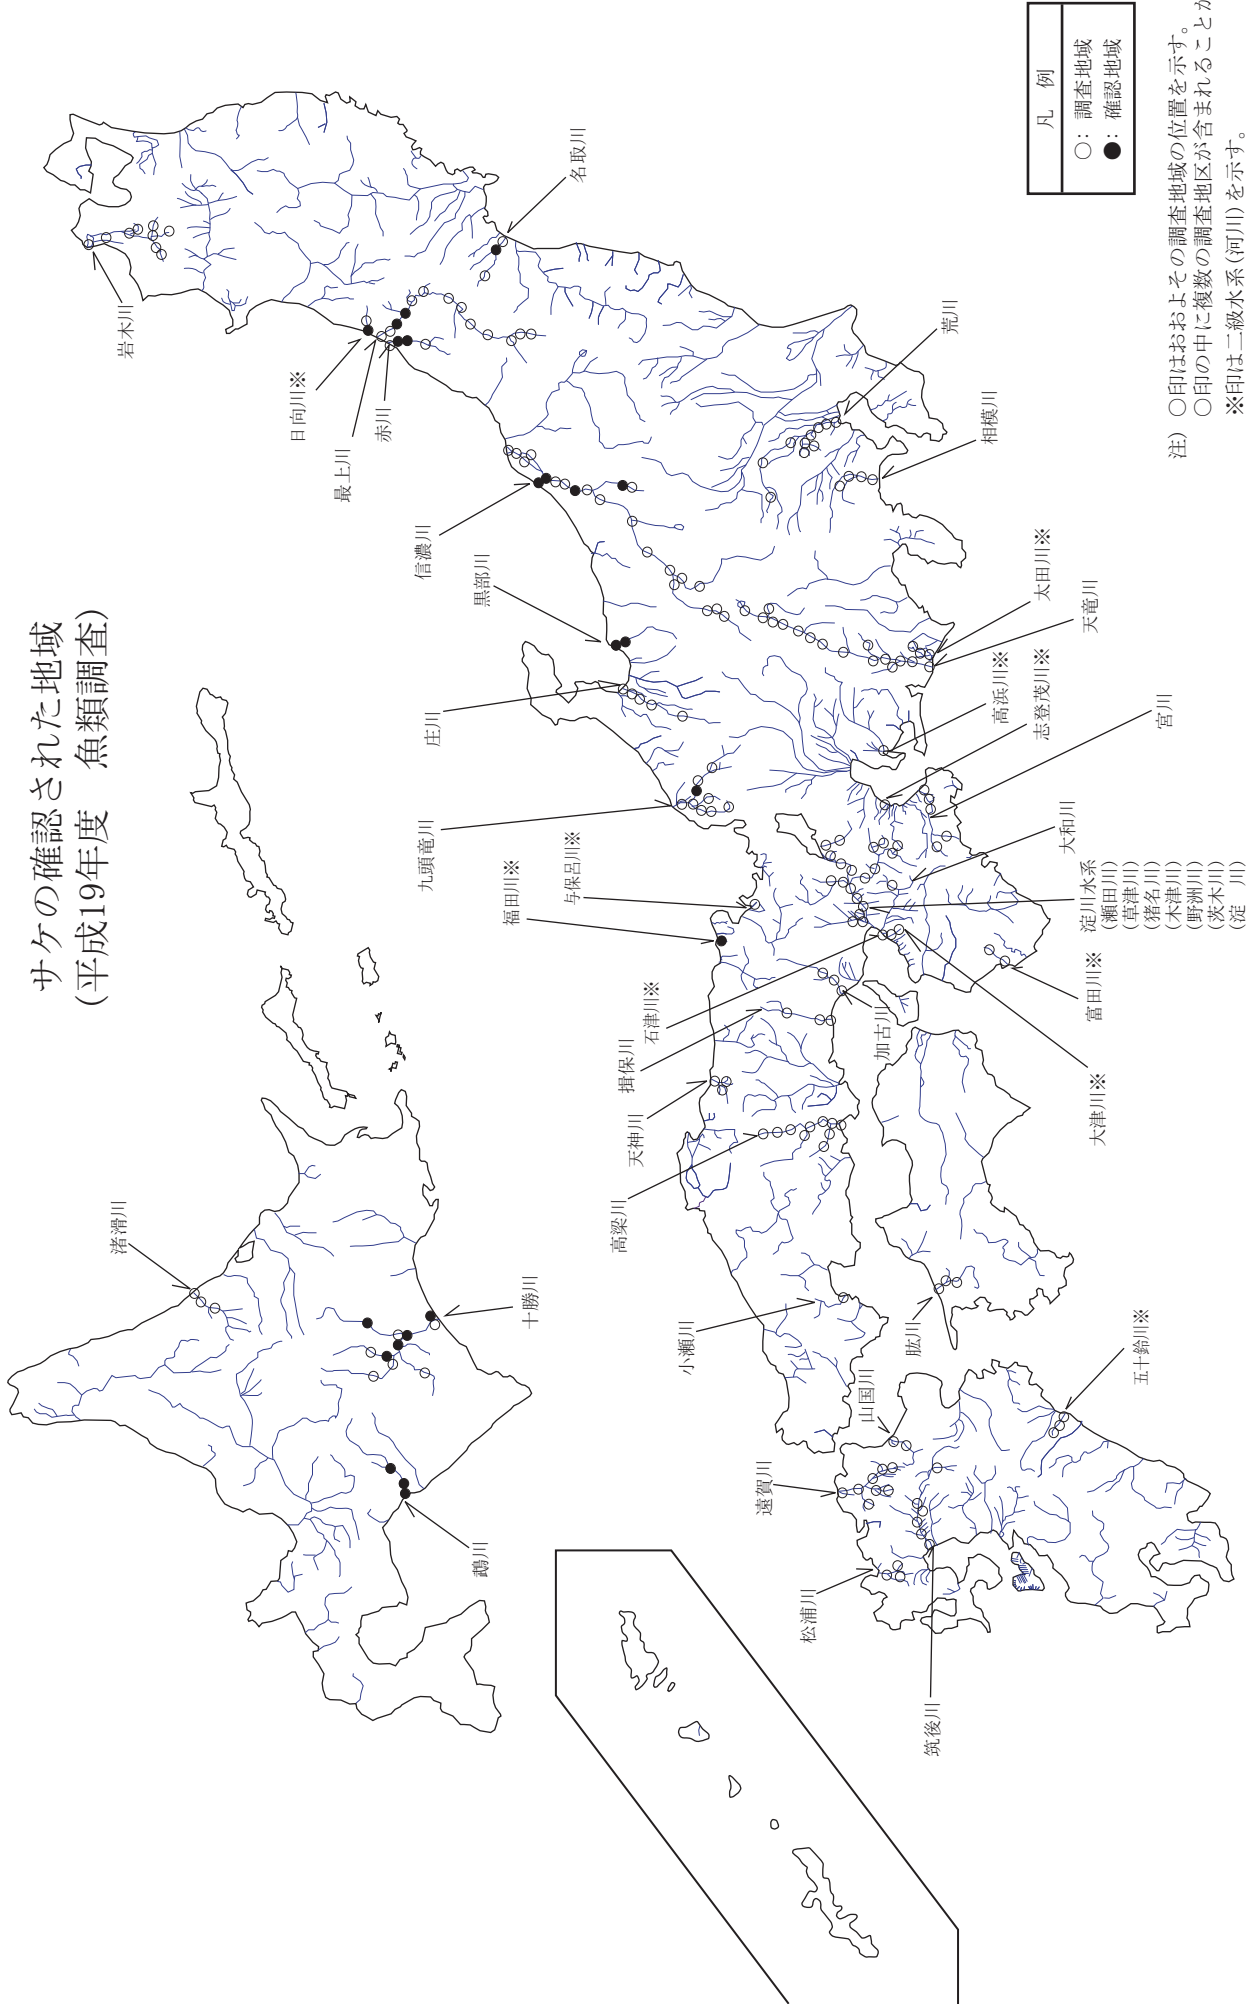 サケの確認された地域
(平成19年度　魚類調査)
渚滑川
十勝川
鵡川
岩木川
日向川※
最上川
赤川
名取川
信濃川
黒部川
庄川
九頭竜川
福田川※
与保呂川※
荒川
相模川
太田川※
天竜川
高浜川※
志登茂川※
宮川
大和川
淀川水系
(瀬田川)
(草津川)
(猪名川)
(木津川)
(野洲川)
(茨木川)
(淀　川)
富田川※
大津川※
石津川※
加古川
揖保川
天神川
高梁川
小瀬川
肱川
山国川
五十鈴川※
遠賀川
松浦川
筑後川
凡　例
○：調査地域
●：確認地域
注）○印はおおよその調査地域の位置を示す。
○印の中に複数の調査地区が含まれることが
※印は二級水系(河川)を示す。